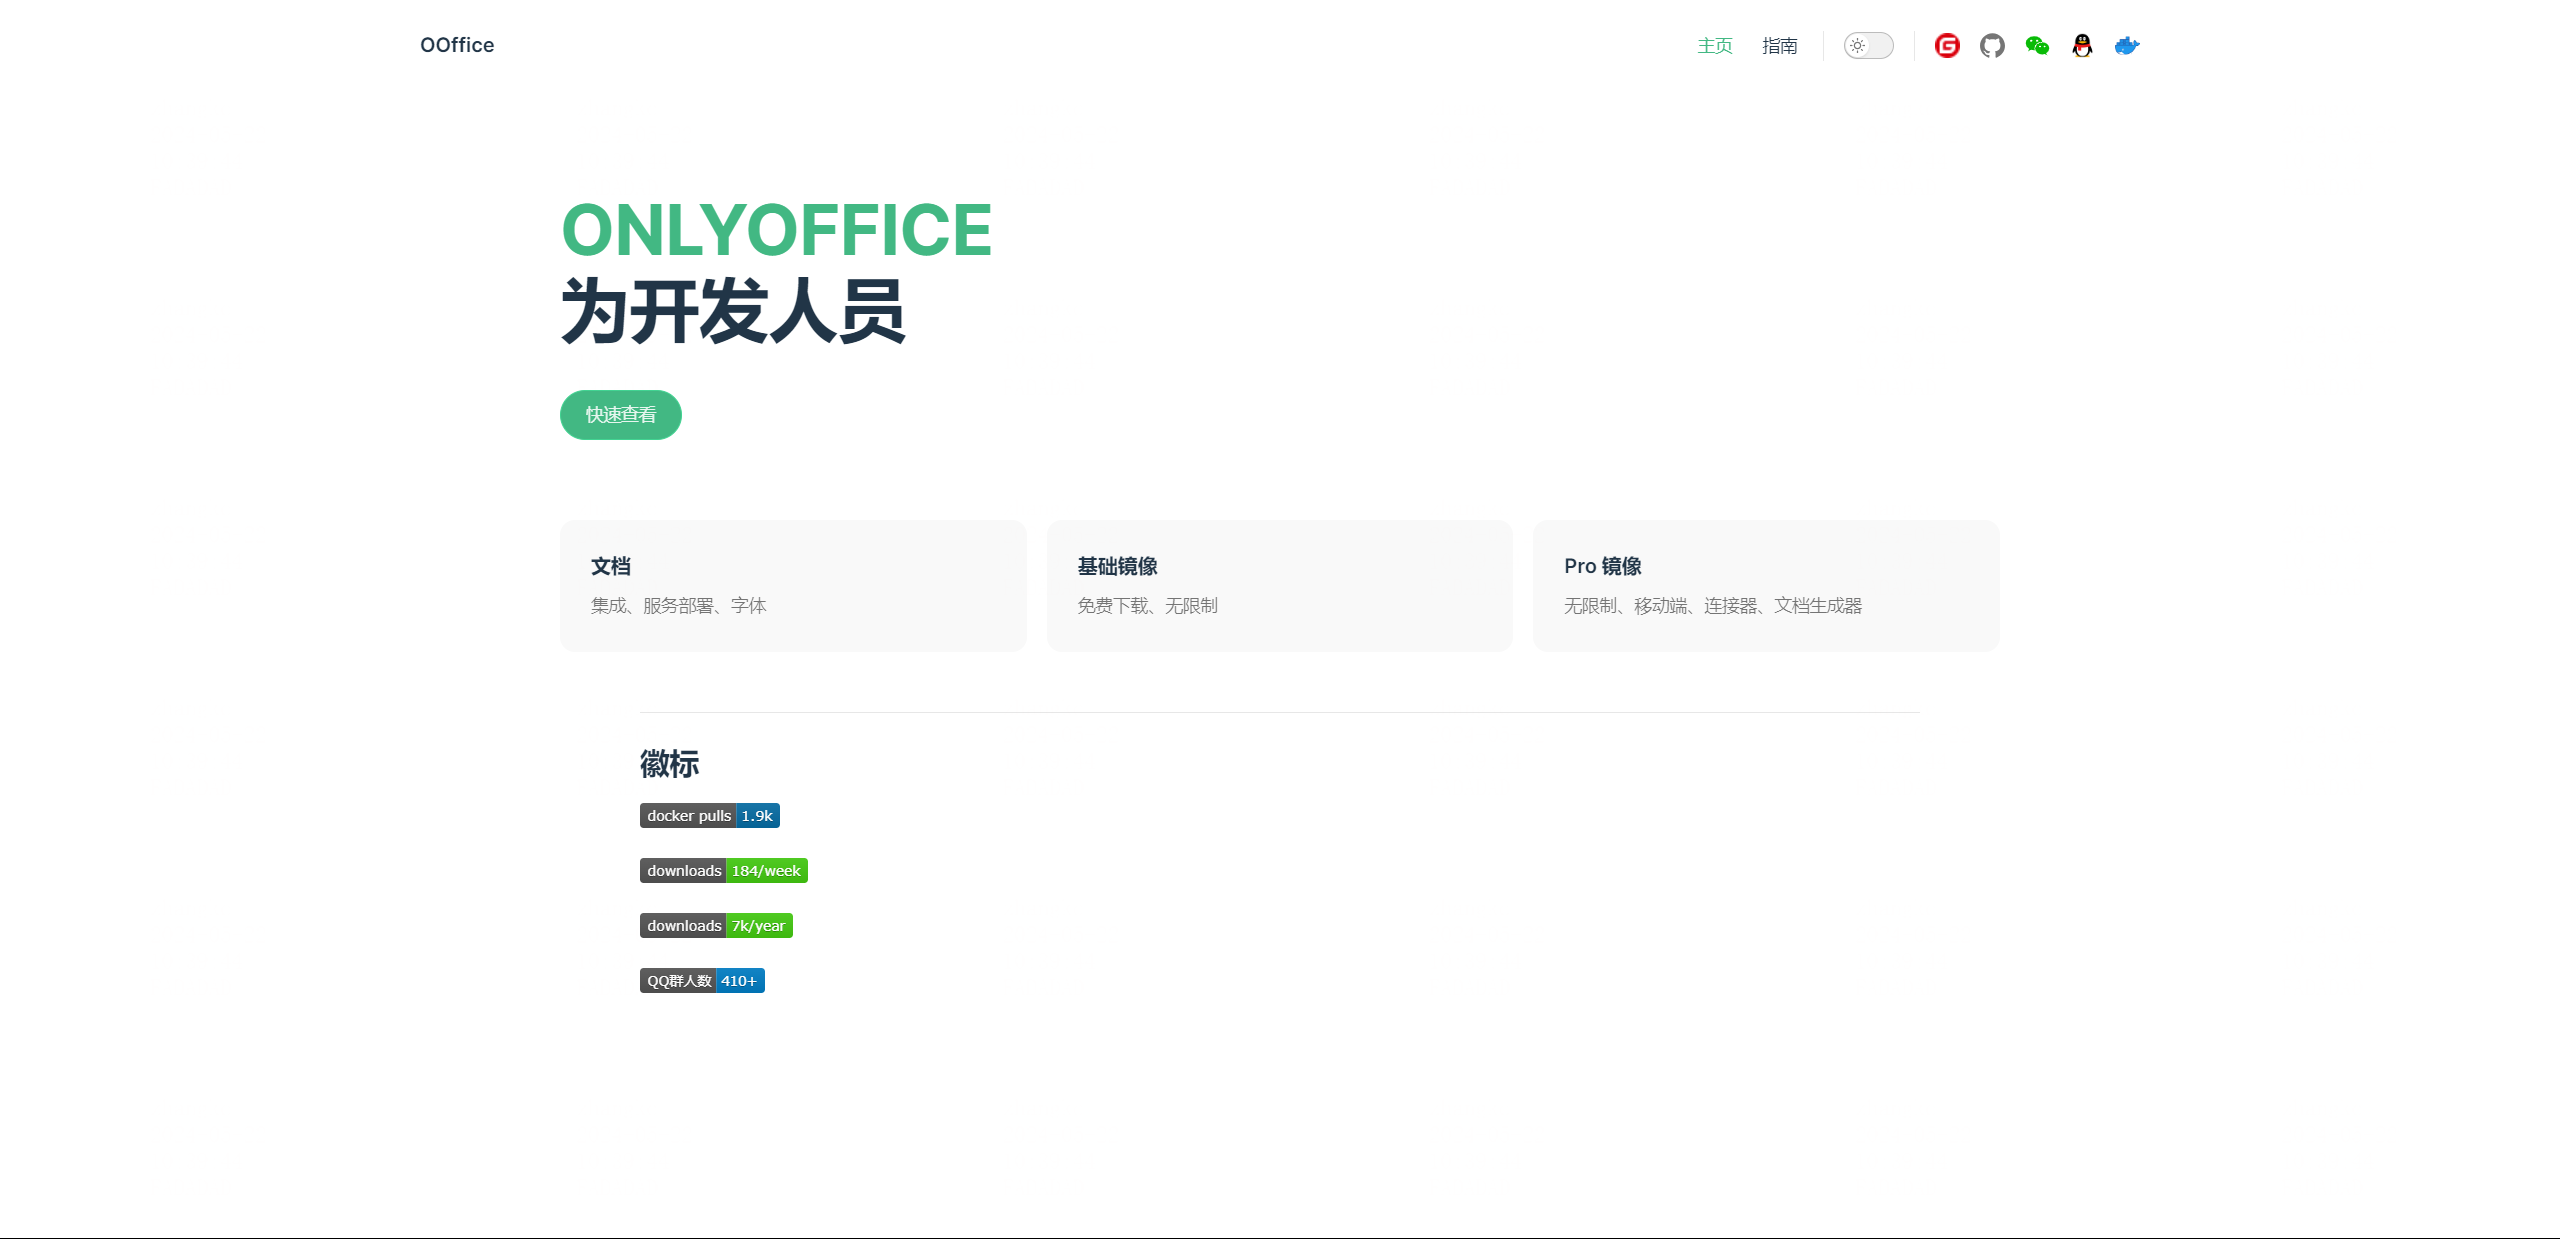 OOffice
主页 指南
ONLYOFFICE
为开发人员
快速查看
文档
集成、服务部署、字体
基础镜像
免费下载、无限制
Pro 镜像
无限制、移动端、连接器、文档生成器
徽标
docker pulls 1.9k
downloads 184/week
downloads 7k/year
QQ群人数 410+